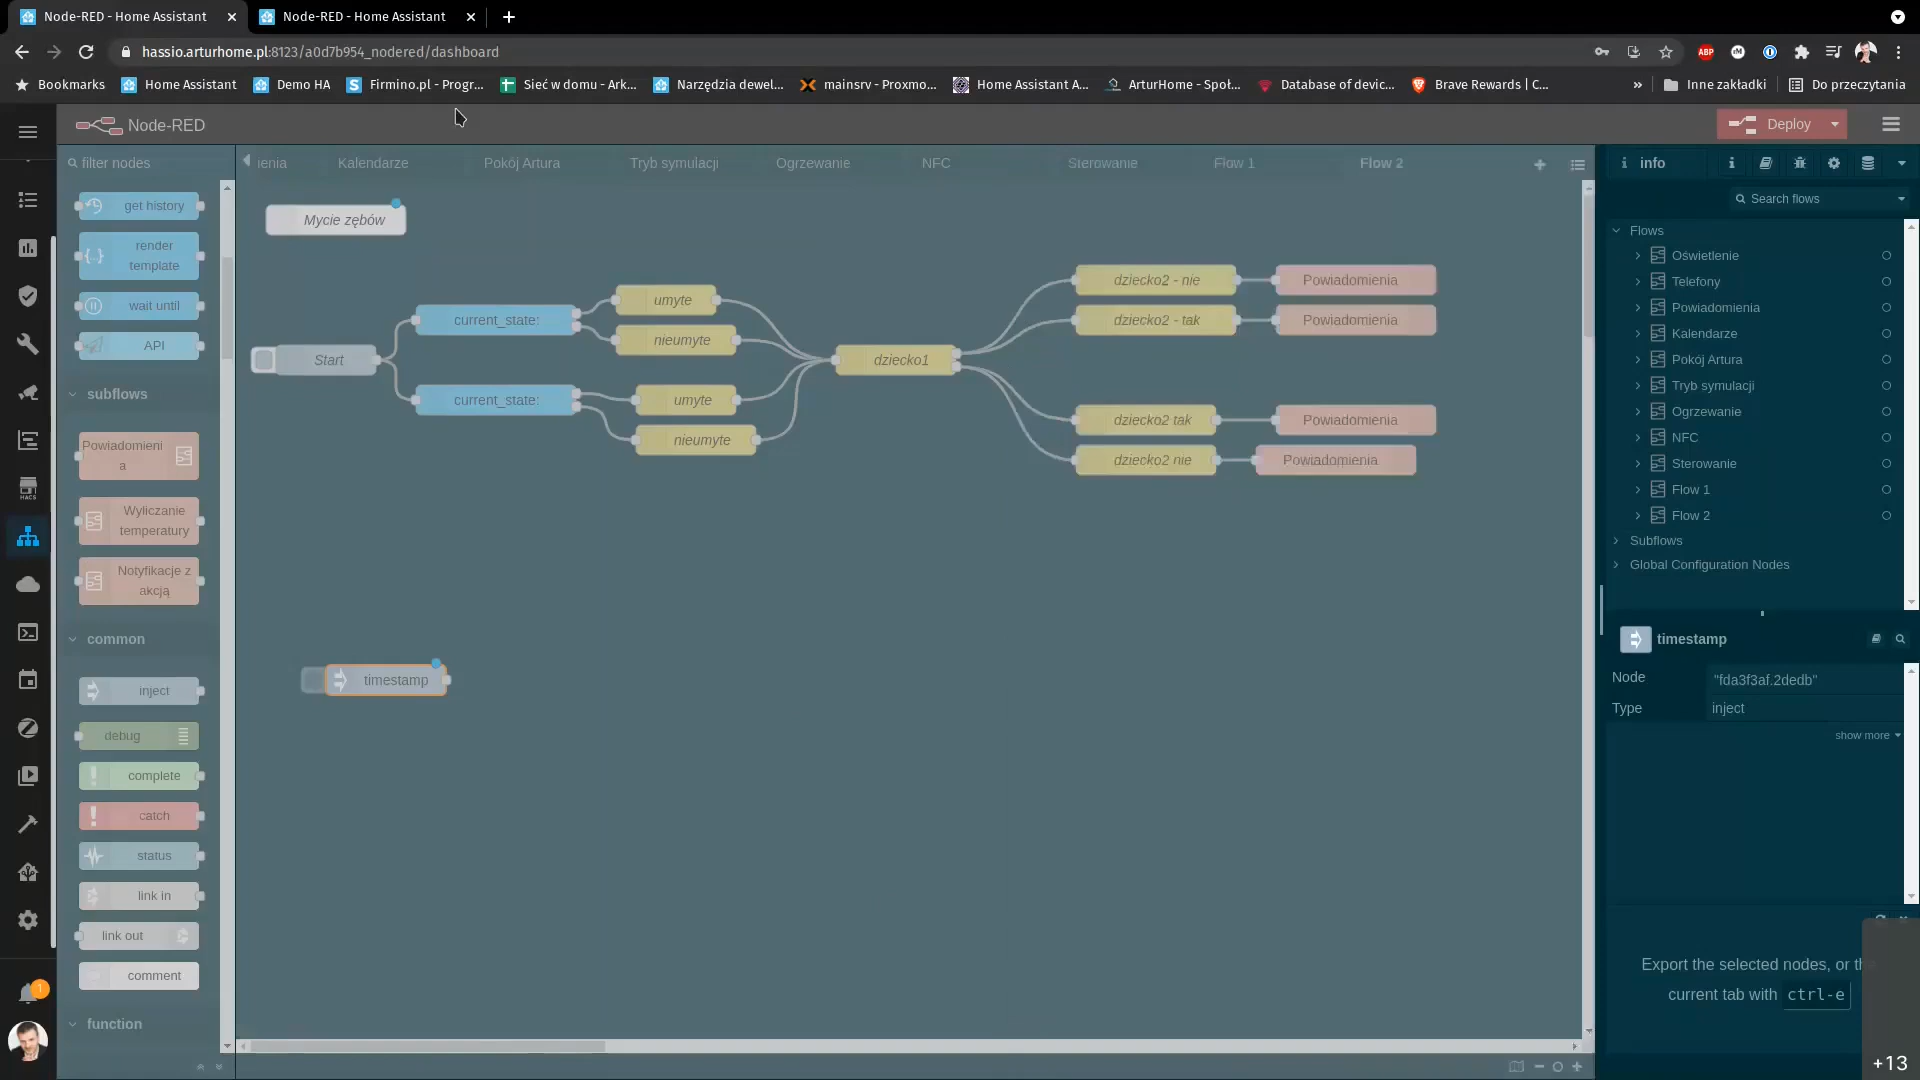 Node-RED - Home Assistant
Node-RED - Home Assistant
hassio.arturhome.pl:8123/a0d7b954_nodered/dashboard
ABP
Bookmarks
Home Assistant
Demo HA
Firmino.pl - Progr...
Sieć w domu - Ark...
Narzędzia dewel...
mainsrv - Proxmo...
Home Assistant A...
ArturHome - Społ...
Database of devic...
Brave Rewards | C...
»
Inne zakładki
Do przeczytania
Node-RED
Deploy
filter nodes
ienia
Kalendarze
Pokój Artura
Tryb symulacji
Ogrzewanie
NFC
Sterowanie
Flow 1
Flow 2
info
get history
render
template
wait until
API
subflows
Powiadomieni
a
Wyliczanie
temperatury
Notyfikacje z
akcją
common
inject
debug
complete
catch
status
link in
link out
comment
function
HACS
1
Mycie zębów
Start
current_state:
current_state:
umyte
nieumyte
umyte
nieumyte
dziecko1
dziecko2 - nie
Powiadomienia
dziecko2 - tak
Powiadomienia
dziecko2 tak
Powiadomienia
dziecko2 nie
Powiadomienia
timestamp
Search flows
Flows
Oświetlenie
Telefony
Powiadomienia
Kalendarze
Pokój Artura
Tryb symulacji
Ogrzewanie
NFC
Sterowanie
Flow 1
Flow 2
Subflows
Global Configuration Nodes
timestamp
Node
"fda3f3af.2dedb"
Type
inject
show more
Export the selected nodes, or th
current tab with ctrl-e
+13